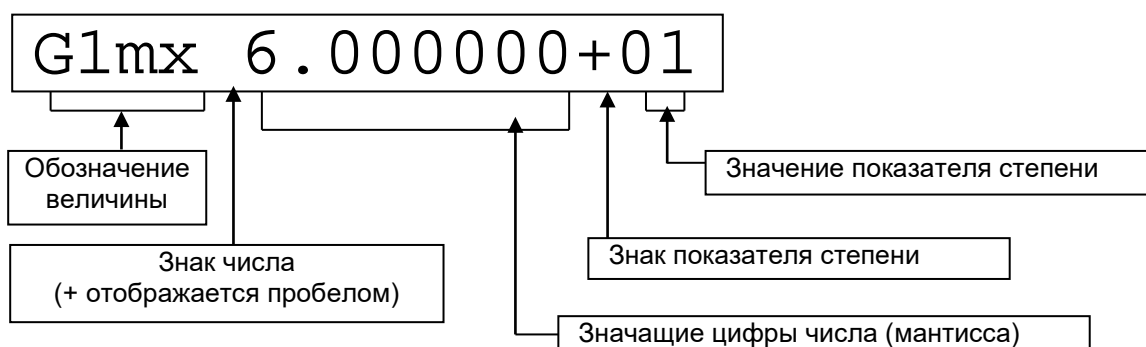 G1mx 6.000000+01
Обозначение
величины
Значение показателя степени
Знак числа
(+ отображается пробелом)
Знак показателя степени
Значащие цифры числа (мантисса)